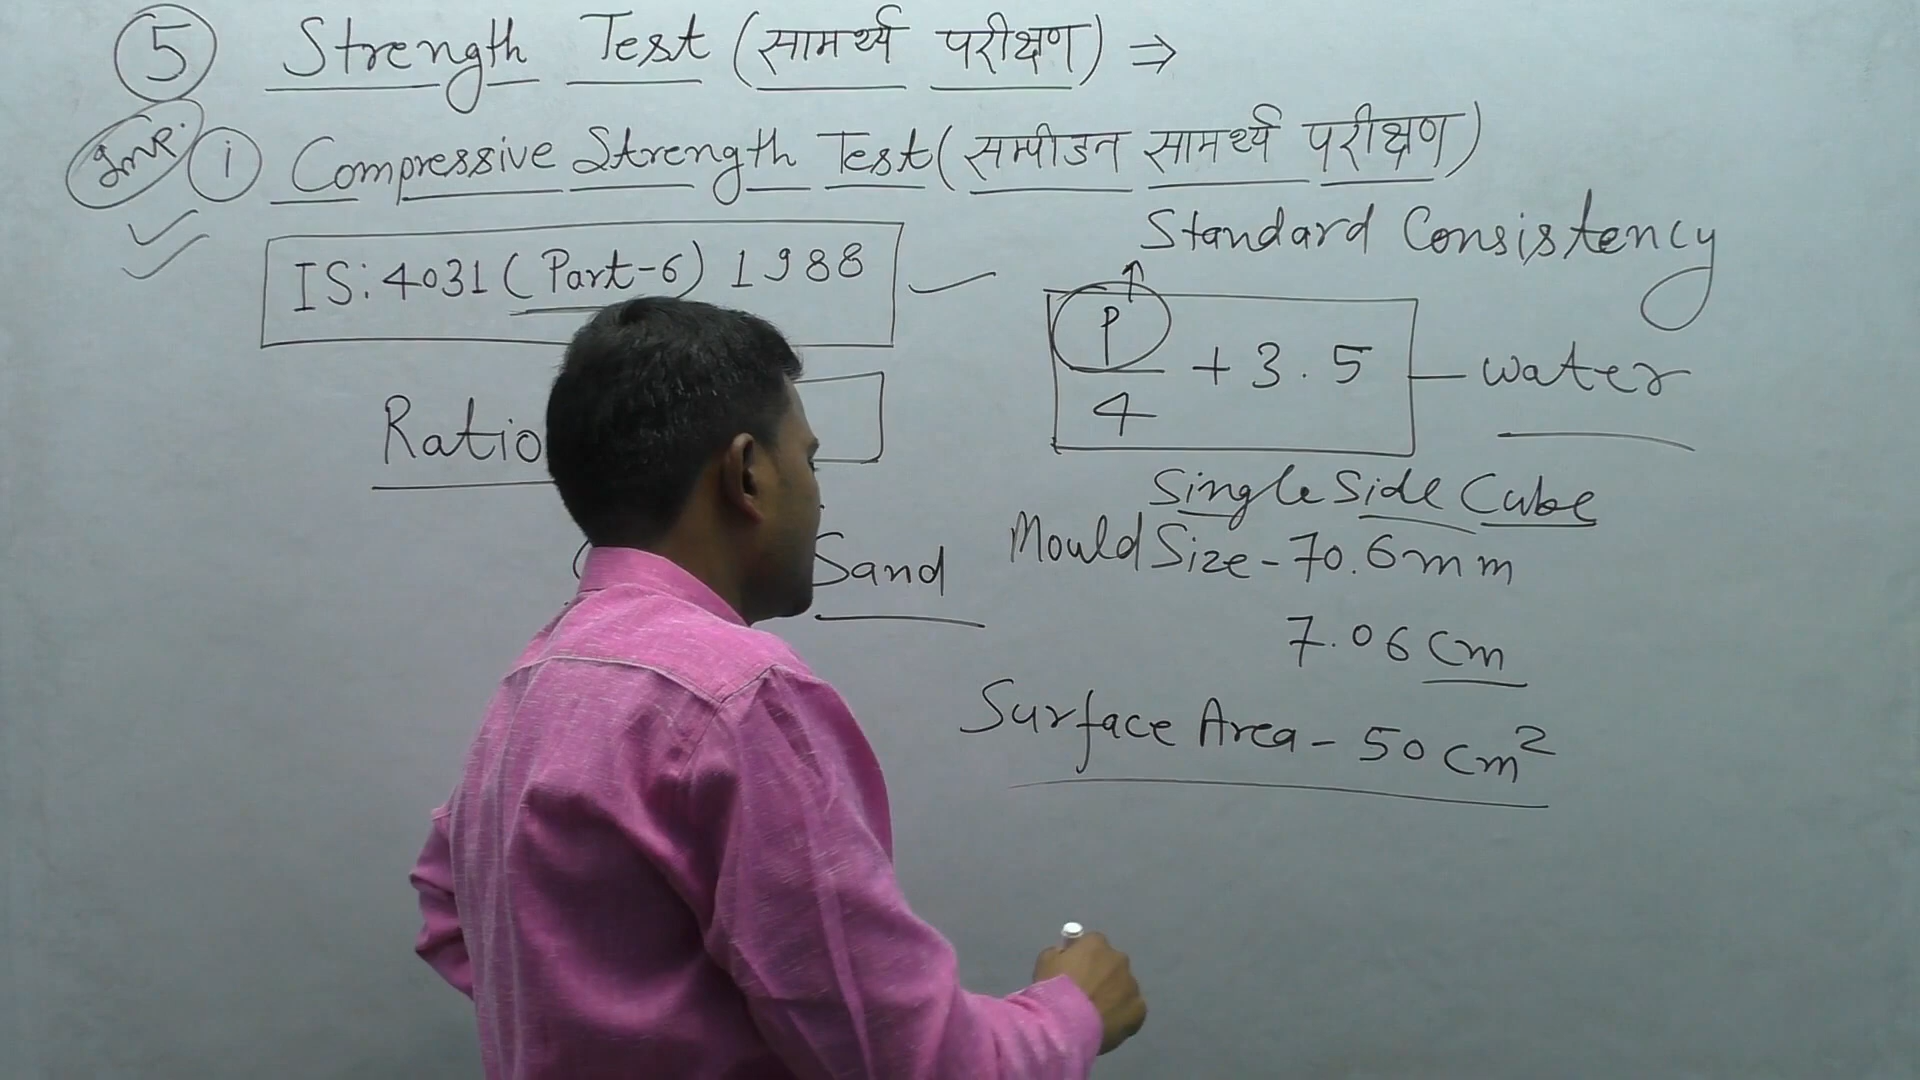 5 Strength Test (सामर्थ्य परीक्षण) ⇒
Imp. i Compressive Strength Test (सम्पीडन सामर्थ्य परीक्षण)
IS: 4031 (Part-6) 1988
Standard Consistency
P/4 + 3.5 — water
Ratio
Sand
Single Side Cube
Mould Size - 70.6 mm
7.06 cm
Surface Area - 50 cm²